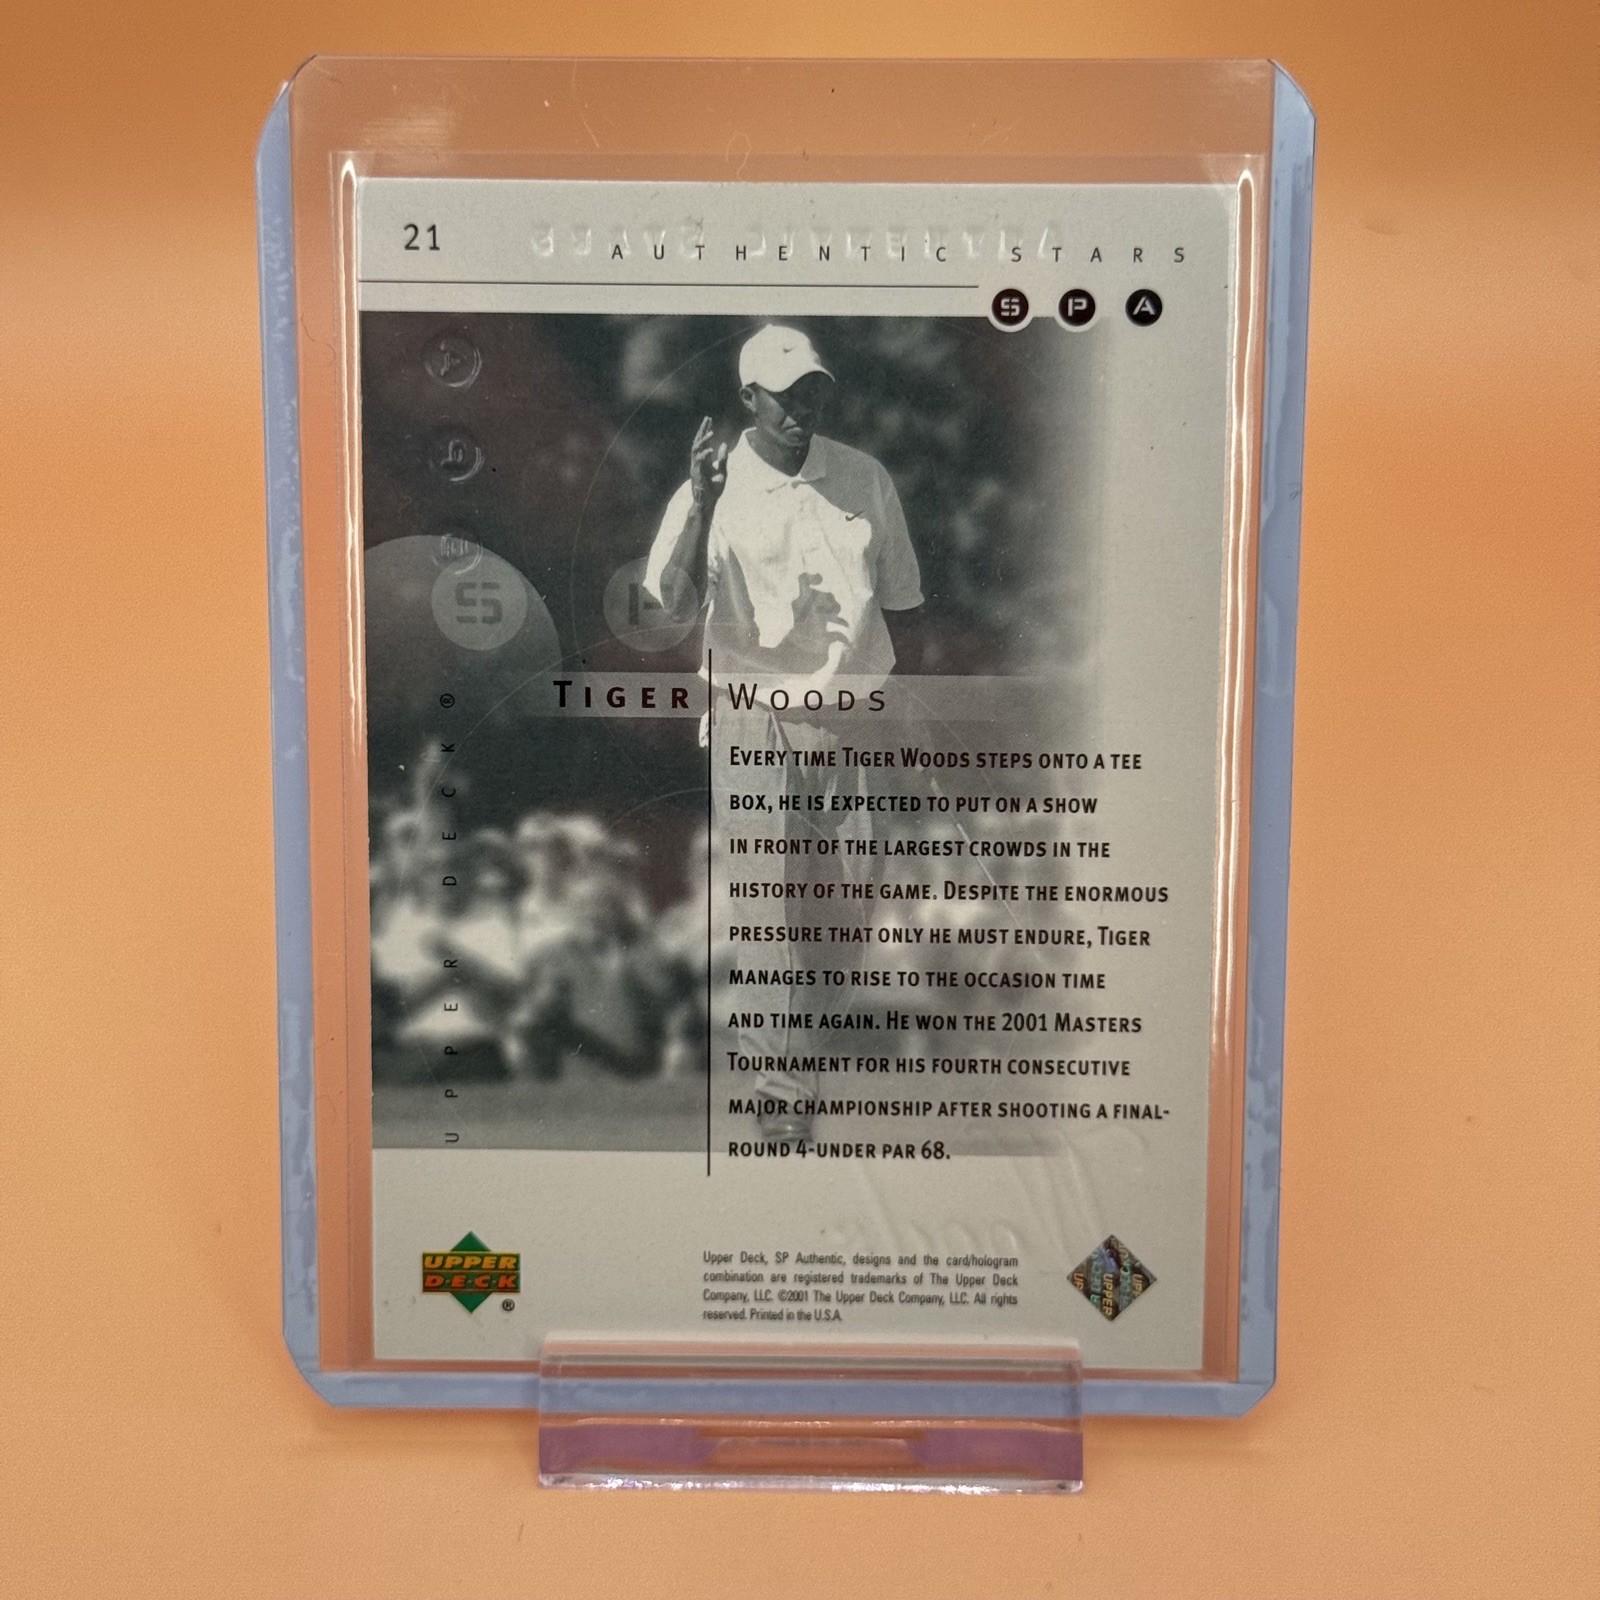 21
AUTHENTIC STARS
S P A
S P
TIGER WOODS
EVERY TIME TIGER WOODS STEPS ONTO A TEE
BOX, HE IS EXPECTED TO PUT ON A SHOW
IN FRONT OF THE LARGEST CROWDS IN THE
HISTORY OF THE GAME. DESPITE THE ENORMOUS
PRESSURE THAT ONLY HE MUST ENDURE, TIGER
MANAGES TO RISE TO THE OCCASION TIME
AND TIME AGAIN. HE WON THE 2001 MASTERS
TOURNAMENT FOR HIS FOURTH CONSECUTIVE
MAJOR CHAMPIONSHIP AFTER SHOOTING A FINAL-
ROUND 4-UNDER PAR 68.
UPPER DECK®
UPPER
D·E·C·K
®
Upper Deck, SP Authentic, designs and the card/hologram
combination are registered trademarks of The Upper Deck
Company, LLC. ©2001 The Upper Deck Company, LLC. All rights
reserved. Printed in the U.S.A.